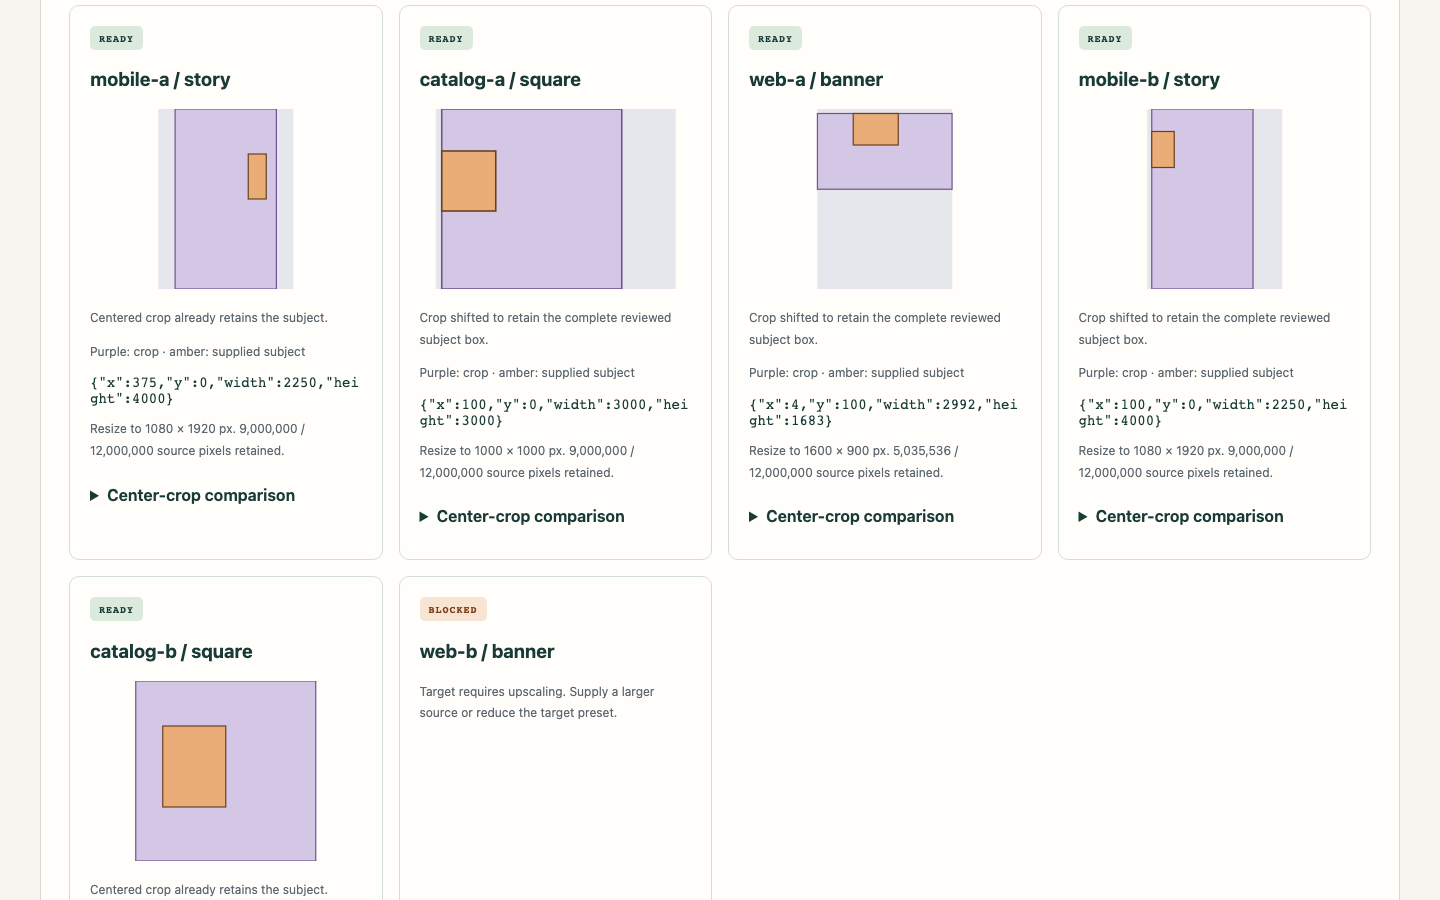 READY
mobile-a / story
Centered crop already retains the subject.
Purple: crop · amber: supplied subject
{"x":375,"y":0,"width":2250,"hei
ght":4000}
Resize to 1080 × 1920 px. 9,000,000 /
12,000,000 source pixels retained.
▶ Center-crop comparison
READY
catalog-a / square
Crop shifted to retain the complete reviewed
subject box.
Purple: crop · amber: supplied subject
{"x":100,"y":0,"width":3000,"hei
ght":3000}
Resize to 1000 × 1000 px. 9,000,000 /
12,000,000 source pixels retained.
▶ Center-crop comparison
READY
web-a / banner
Crop shifted to retain the complete reviewed
subject box.
Purple: crop · amber: supplied subject
{"x":4,"y":100,"width":2992,"hei
ght":1683}
Resize to 1600 × 900 px. 5,035,536 /
12,000,000 source pixels retained.
▶ Center-crop comparison
READY
mobile-b / story
Crop shifted to retain the complete reviewed
subject box.
Purple: crop · amber: supplied subject
{"x":100,"y":0,"width":2250,"hei
ght":4000}
Resize to 1080 × 1920 px. 9,000,000 /
12,000,000 source pixels retained.
▶ Center-crop comparison
READY
catalog-b / square
Centered crop already retains the subject.
BLOCKED
web-b / banner
Target requires upscaling. Supply a larger
source or reduce the target preset.